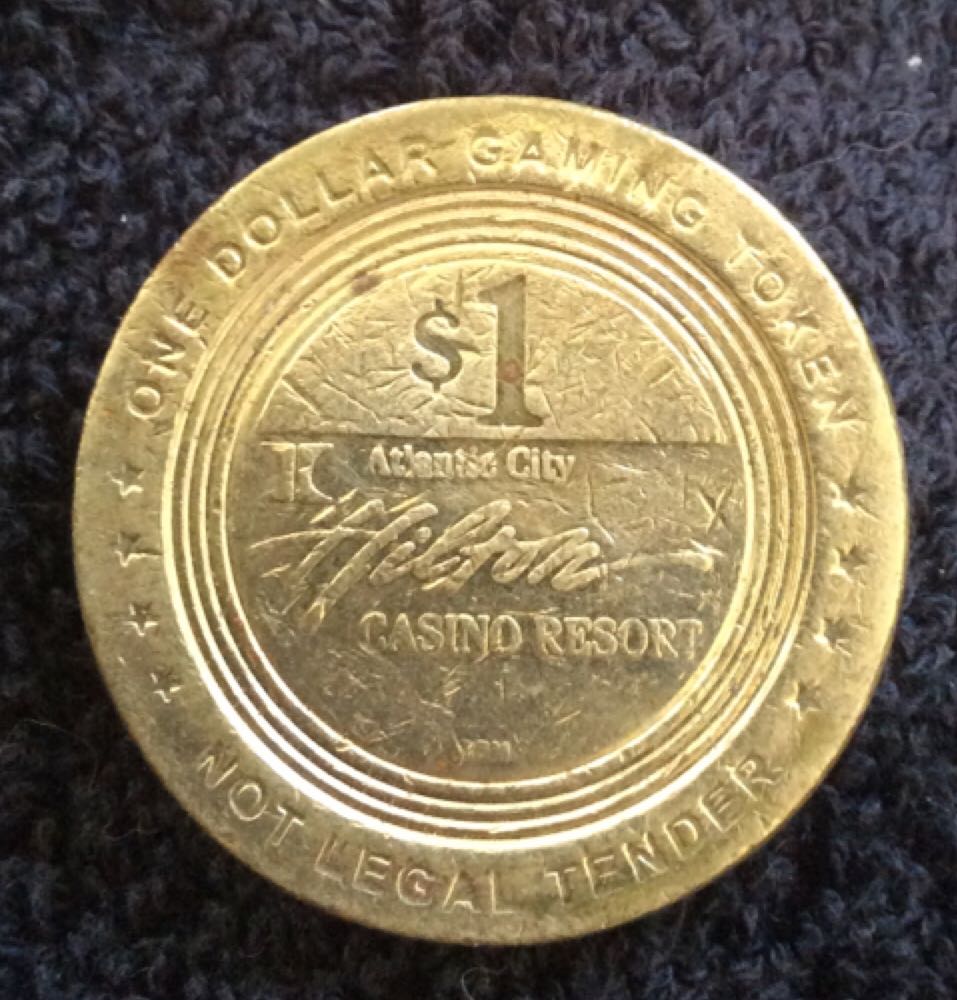 ONE DOLLAR GAMING TOKEN
$1
Atlantic City
Hilton
CASINO RESORT
NOT LEGAL TENDER